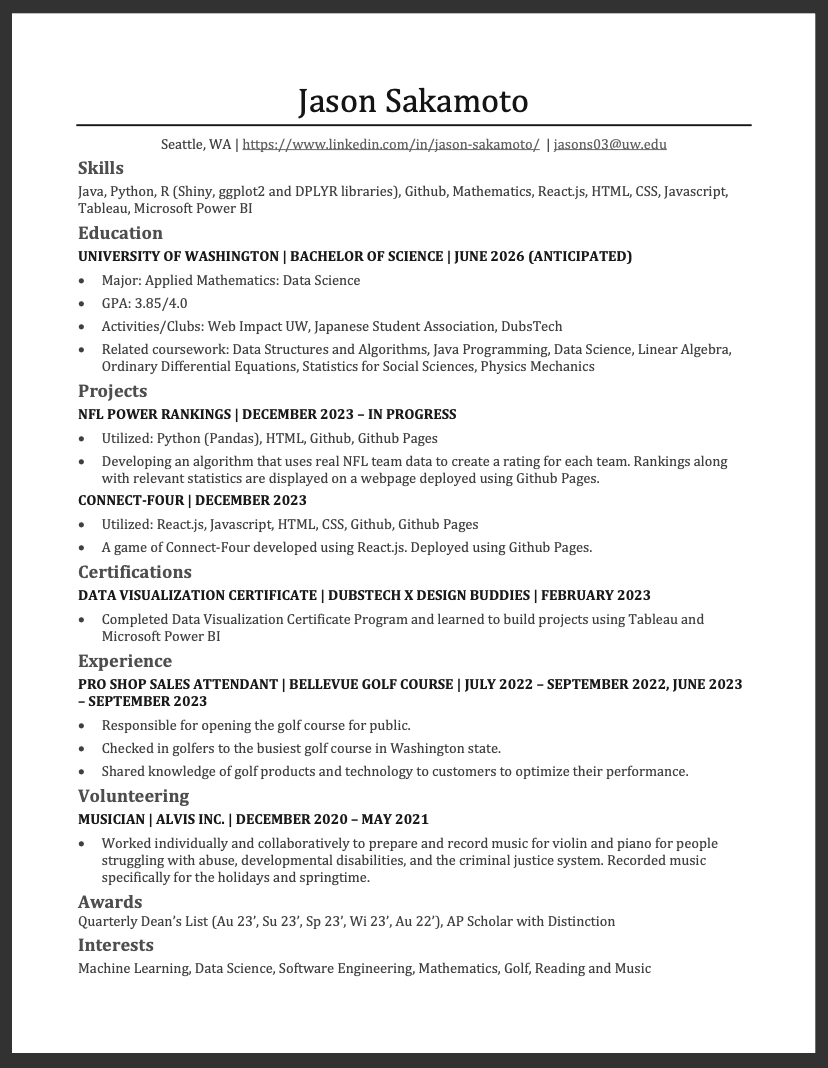 Jason Sakamoto
Seattle, WA | https://www.linkedin.com/in/jason-sakamoto/ | jasons03@uw.edu
Skills
Java, Python, R (Shiny, ggplot2 and DPLYR libraries), Github, Mathematics, React.js, HTML, CSS, Javascript,
Tableau, Microsoft Power BI
Education
UNIVERSITY OF WASHINGTON | BACHELOR OF SCIENCE | JUNE 2026 (ANTICIPATED)
• Major: Applied Mathematics: Data Science
• GPA: 3.85/4.0
• Activities/Clubs: Web Impact UW, Japanese Student Association, DubsTech
• Related coursework: Data Structures and Algorithms, Java Programming, Data Science, Linear Algebra,
Ordinary Differential Equations, Statistics for Social Sciences, Physics Mechanics
Projects
NFL POWER RANKINGS | DECEMBER 2023 – IN PROGRESS
• Utilized: Python (Pandas), HTML, Github, Github Pages
• Developing an algorithm that uses real NFL team data to create a rating for each team. Rankings along
with relevant statistics are displayed on a webpage deployed using Github Pages.
CONNECT-FOUR | DECEMBER 2023
• Utilized: React.js, Javascript, HTML, CSS, Github, Github Pages
• A game of Connect-Four developed using React.js. Deployed using Github Pages.
Certifications
DATA VISUALIZATION CERTIFICATE | DUBSTECH X DESIGN BUDDIES | FEBRUARY 2023
• Completed Data Visualization Certificate Program and learned to build projects using Tableau and
Microsoft Power BI
Experience
PRO SHOP SALES ATTENDANT | BELLEVUE GOLF COURSE | JULY 2022 – SEPTEMBER 2022, JUNE 2023
– SEPTEMBER 2023
• Responsible for opening the golf course for public.
• Checked in golfers to the busiest golf course in Washington state.
• Shared knowledge of golf products and technology to customers to optimize their performance.
Volunteering
MUSICIAN | ALVIS INC. | DECEMBER 2020 – MAY 2021
• Worked individually and collaboratively to prepare and record music for violin and piano for people
struggling with abuse, developmental disabilities, and the criminal justice system. Recorded music
specifically for the holidays and springtime.
Awards
Quarterly Dean’s List (Au 23’, Su 23’, Sp 23’, Wi 23’, Au 22’), AP Scholar with Distinction
Interests
Machine Learning, Data Science, Software Engineering, Mathematics, Golf, Reading and Music